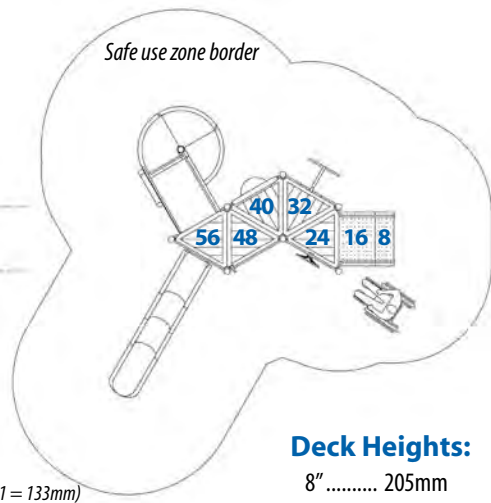 Safe use zone border
40 32
56 48 24 16 8
Deck Heights:
8” .......... 205mm
1 = 133mm)